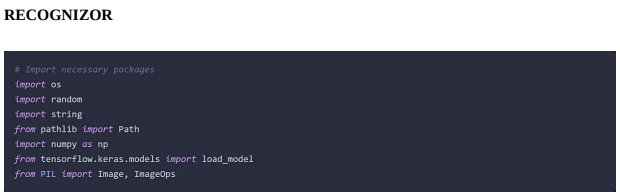 RECOGNIZOR
# Import necessary packages
import os
import random
import string
from pathlib import Path
import numpy as np
from tensorflow.keras.models import load_model
from PIL import Image, ImageOps